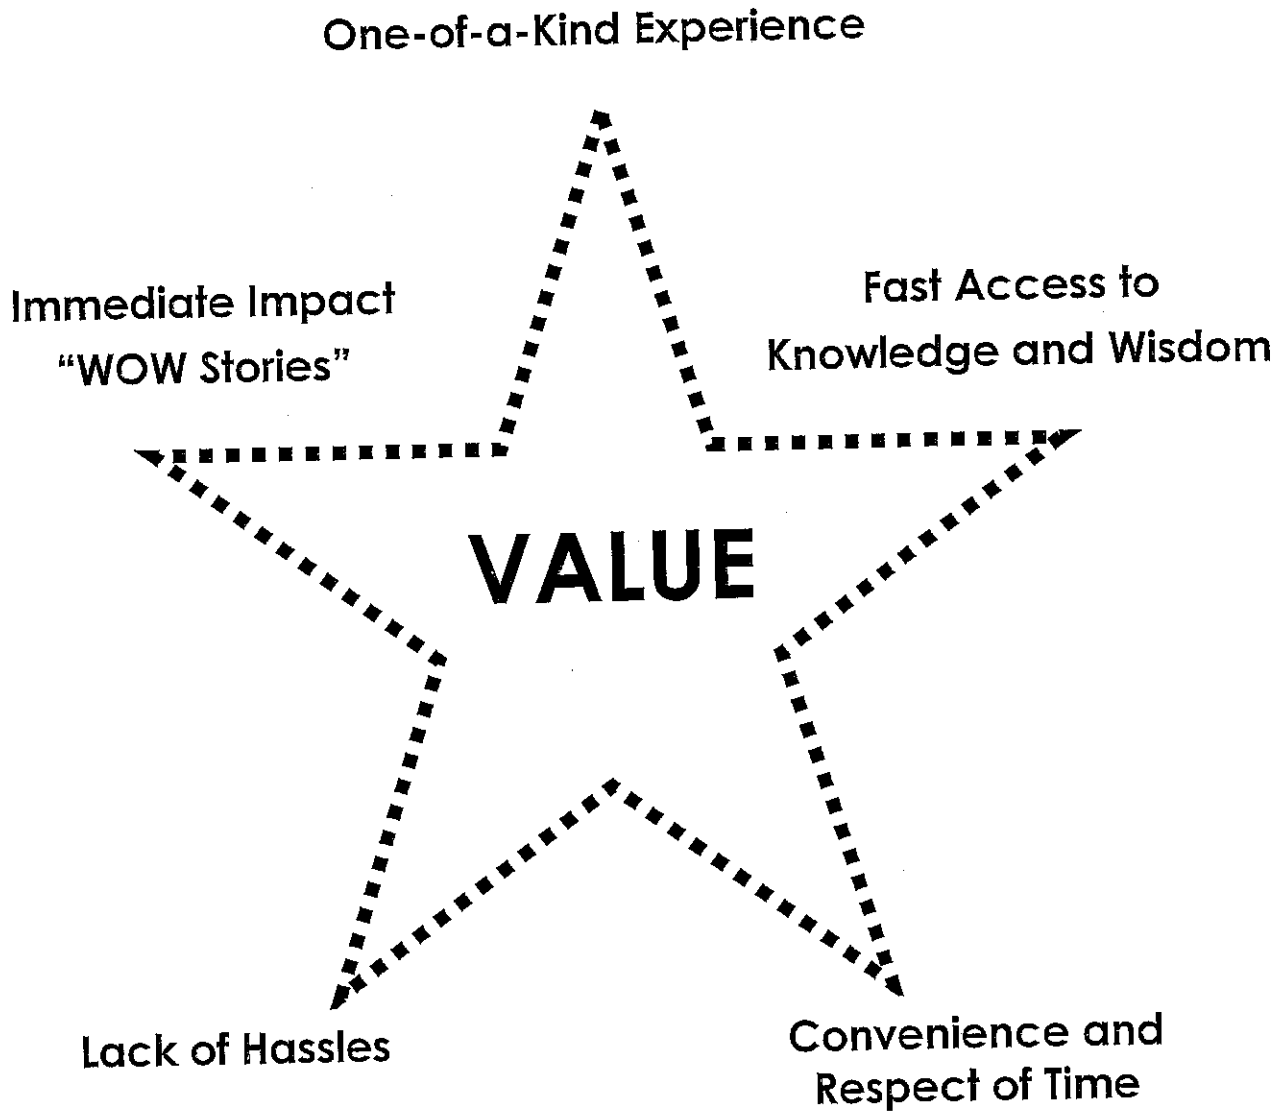 One-of-a-Kind Experience
Immediate Impact
“WOW Stories”
Fast Access to
Knowledge and Wisdom
VALUE
Lack of Hassles
Convenience and
Respect of Time